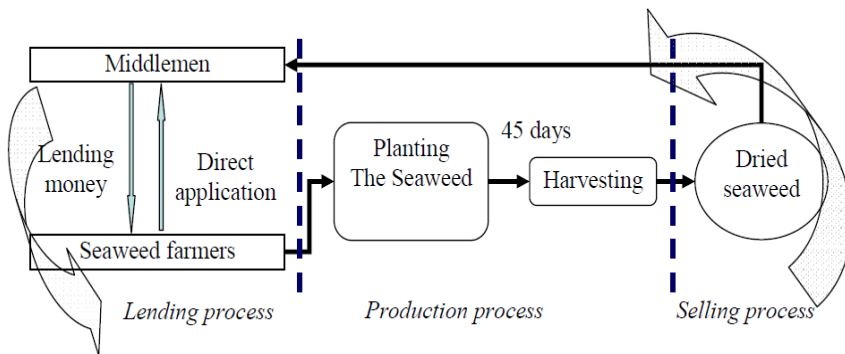 Middlemen
Lending
money
Direct
application
Seaweed farmers
Planting
The Seaweed
45 days
Harvesting
Dried
seaweed
Lending process
Production process
Selling process